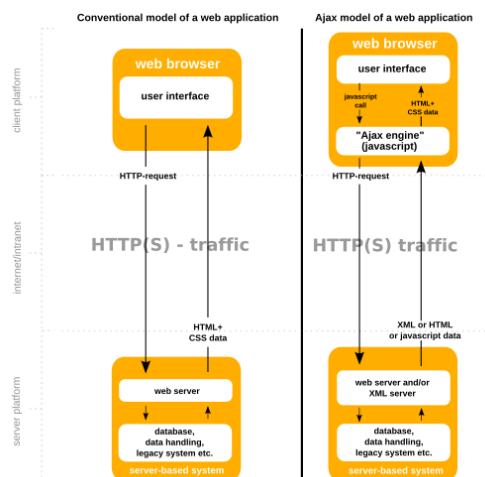 Conventional model of a web application
Ajax model of a web application
client platform
internet/intranet
server platform
web browser
user interface
HTTP-request
HTTP(S) - traffic
HTML+
CSS data
web server
database,
data handling,
legacy system etc.
server-based system
web browser
user interface
javascript
call
HTML+
CSS data
"Ajax engine"
(javascript)
HTTP-request
HTTP(S) traffic
XML or HTML
or javascript data
web server and/or
XML server
database,
data handling,
legacy system etc.
server-based system